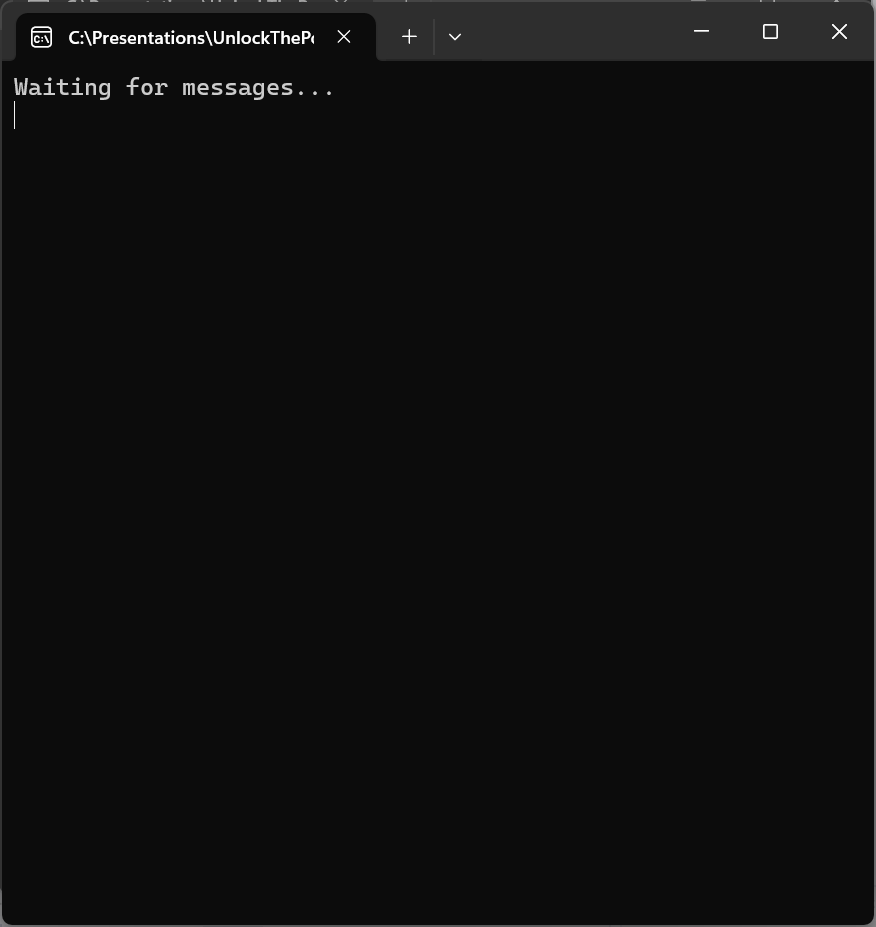 C:\Presentations\UnlockThePo
Waiting for messages...